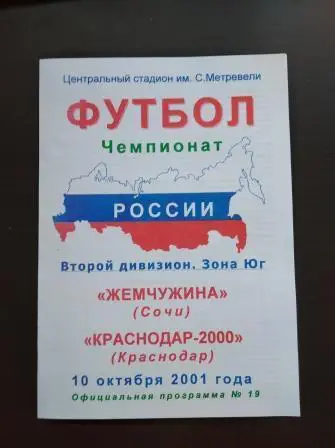 Центральный стадион им. С.Метревели
ФУТБОЛ
Чемпионат
РОССИИ
Второй дивизион. Зона Юг
«ЖЕМЧУЖИНА»
(Сочи)
«КРАСНОДАР-2000»
(Краснодар)
10 октября 2001 года
Официальная программа № 19